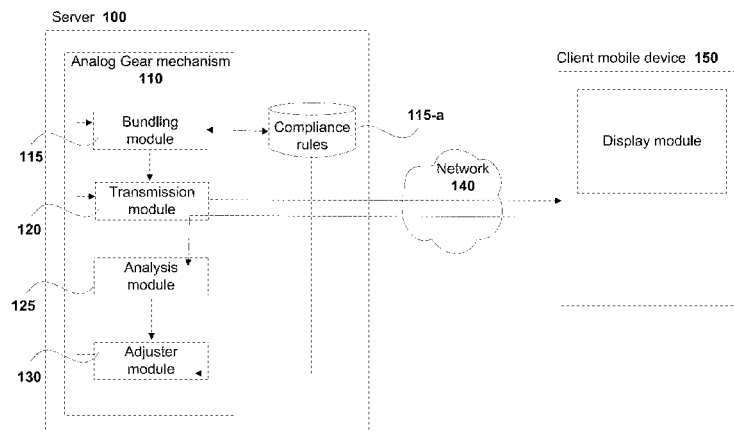 Server 100
Analog Gear mechanism
110
Client mobile device 150
Bundling
module
115
Compliance
rules
115-a
Display module
Network
140
Transmission
module
120
Analysis
module
125
Adjuster
module
130